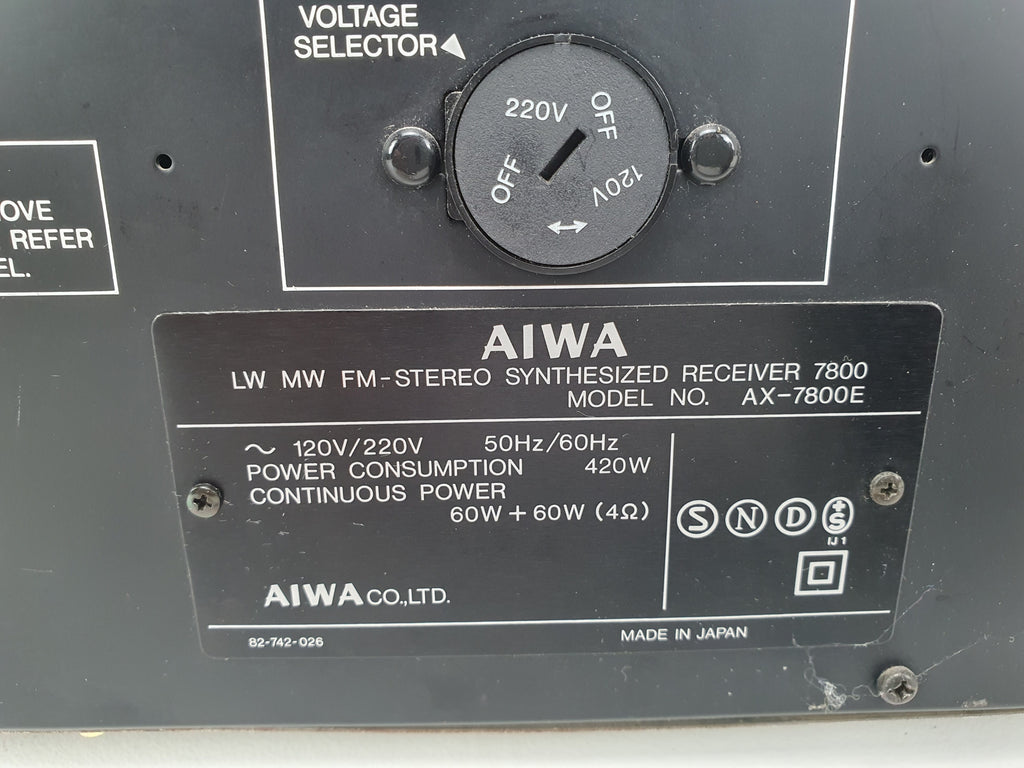 VOLTAGE
SELECTOR
220V
OFF
OFF
120V
OVE
REFER
EL.
AIWA
LW MW FM-STEREO SYNTHESIZED RECEIVER 7800
MODEL NO. AX-7800E
~ 120V/220V 50Hz/60Hz
POWER CONSUMPTION 420W
CONTINUOUS POWER
60W + 60W (4Ω)
S N D +S
IJ1
AIWA CO.,LTD.
82-742-026
MADE IN JAPAN